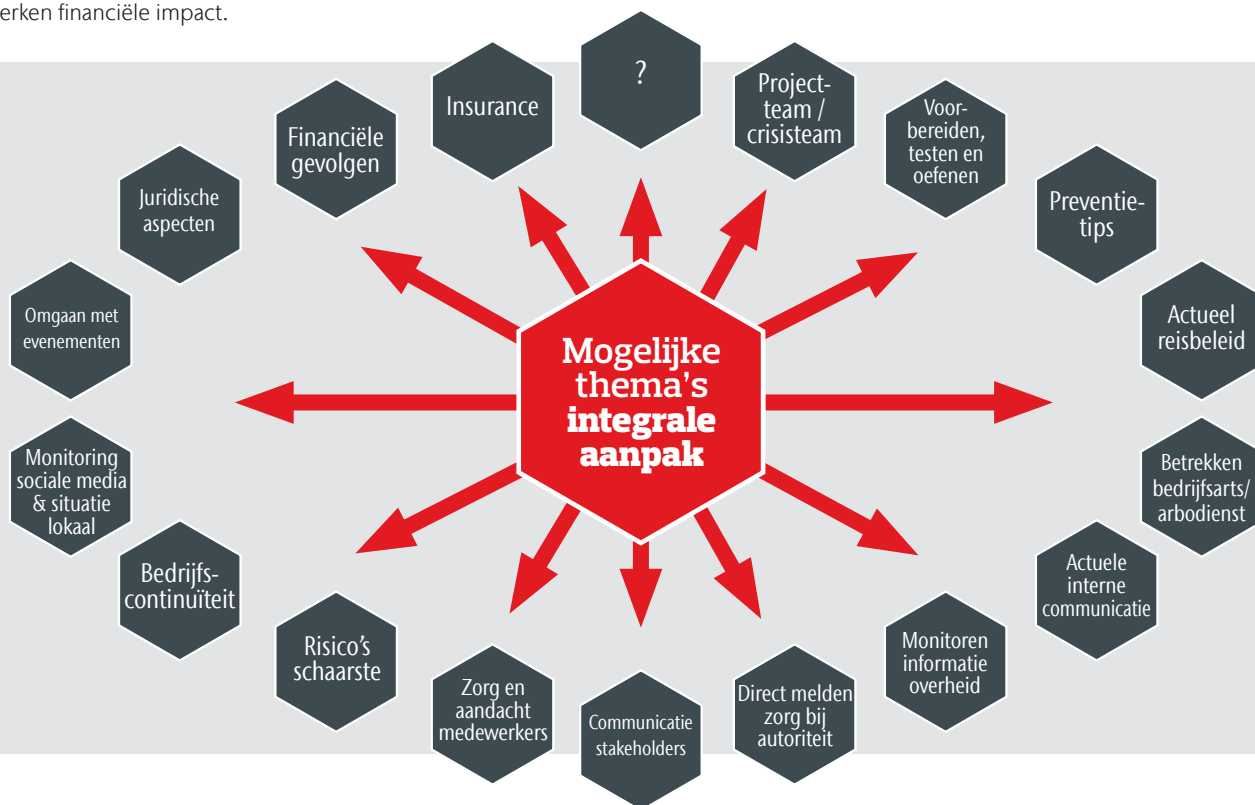 erken financiële impact.
?
Project-
team /
crisisteam
Voor-
bereiden,
testen en
oefenen
Preventie-
tips
Actueel
reisbeleid
Betrekken
bedrijfsarts/
arbodienst
Actuele
interne
communicatie
Monitoren
informatie
overheid
Direct melden
zorg bij
autoriteit
Communicatie
stakeholders
Zorg en
aandacht
medewerkers
Risico's
schaarste
Bedrijfs-
continuïteit
Monitoring
sociale media
& situatie
lokaal
Omgaan met
evenementen
Juridische
aspecten
Financiële
gevolgen
Insurance
Mogelijke
thema's
integrale
aanpak